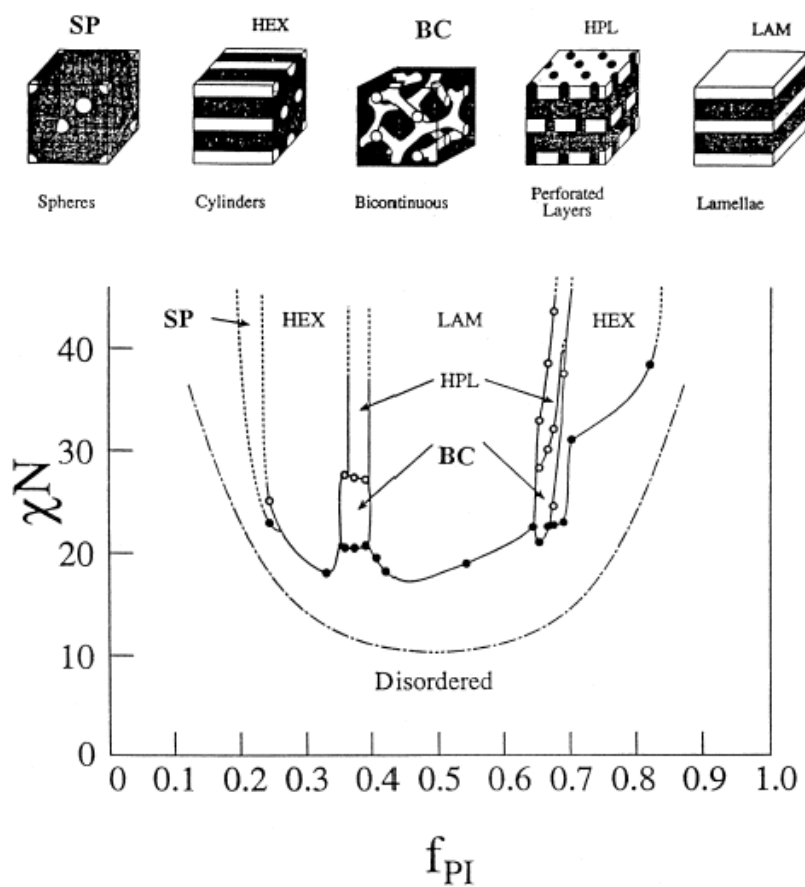 SP HEX BC HPL LAM
Spheres Cylinders Bicontinuous Perforated Layers Lamellae
SP HEX LAM HEX
HPL
BC
40
30
20
10
0
χN
Disordered
0 0.1 0.2 0.3 0.4 0.5 0.6 0.7 0.8 0.9 1.0
f_PI